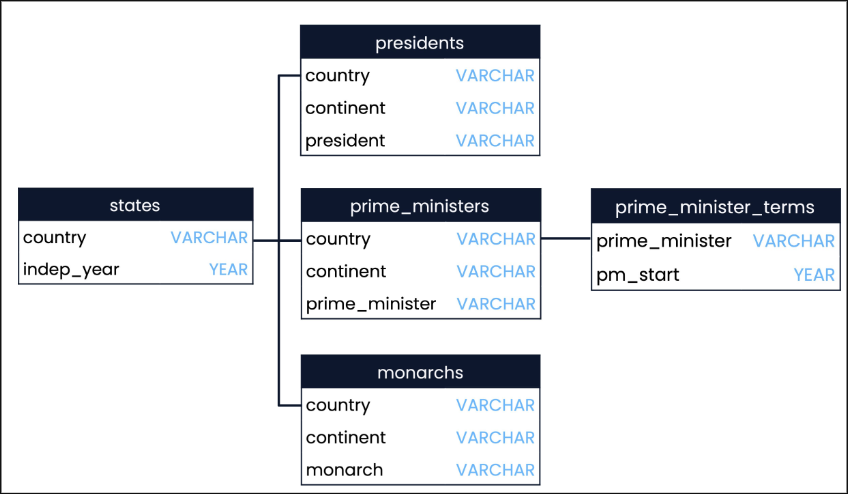 presidents
country VARCHAR
continent VARCHAR
president VARCHAR
states
country VARCHAR
indep_year YEAR
prime_ministers
country VARCHAR
continent VARCHAR
prime_minister VARCHAR
prime_minister_terms
prime_minister VARCHAR
pm_start YEAR
monarchs
country VARCHAR
continent VARCHAR
monarch VARCHAR